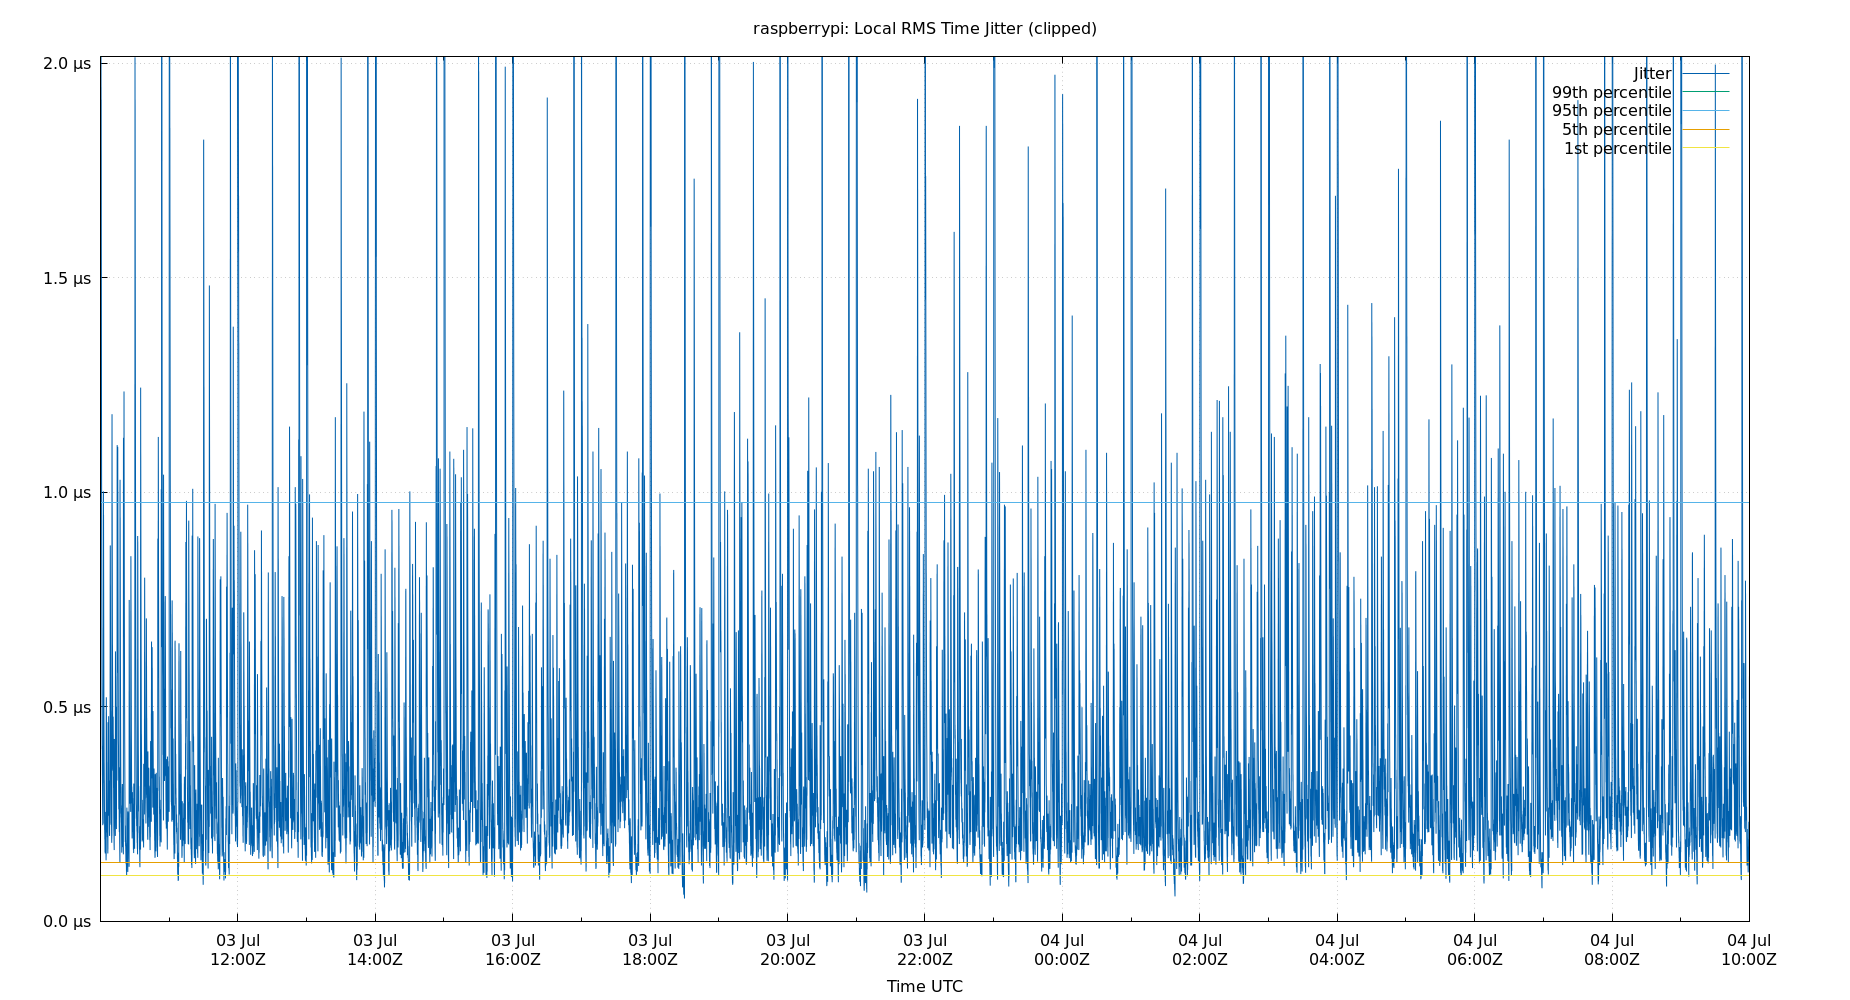 raspberrypi: Local RMS Time Jitter (clipped)
2.0 µs
1.5 µs
1.0 µs
0.5 µs
0.0 µs
Jitter
99th percentile
95th percentile
5th percentile
1st percentile
03 Jul
12:00Z
03 Jul
14:00Z
03 Jul
16:00Z
03 Jul
18:00Z
03 Jul
20:00Z
03 Jul
22:00Z
04 Jul
00:00Z
04 Jul
02:00Z
04 Jul
04:00Z
04 Jul
06:00Z
04 Jul
08:00Z
04 Jul
10:00Z
Time UTC